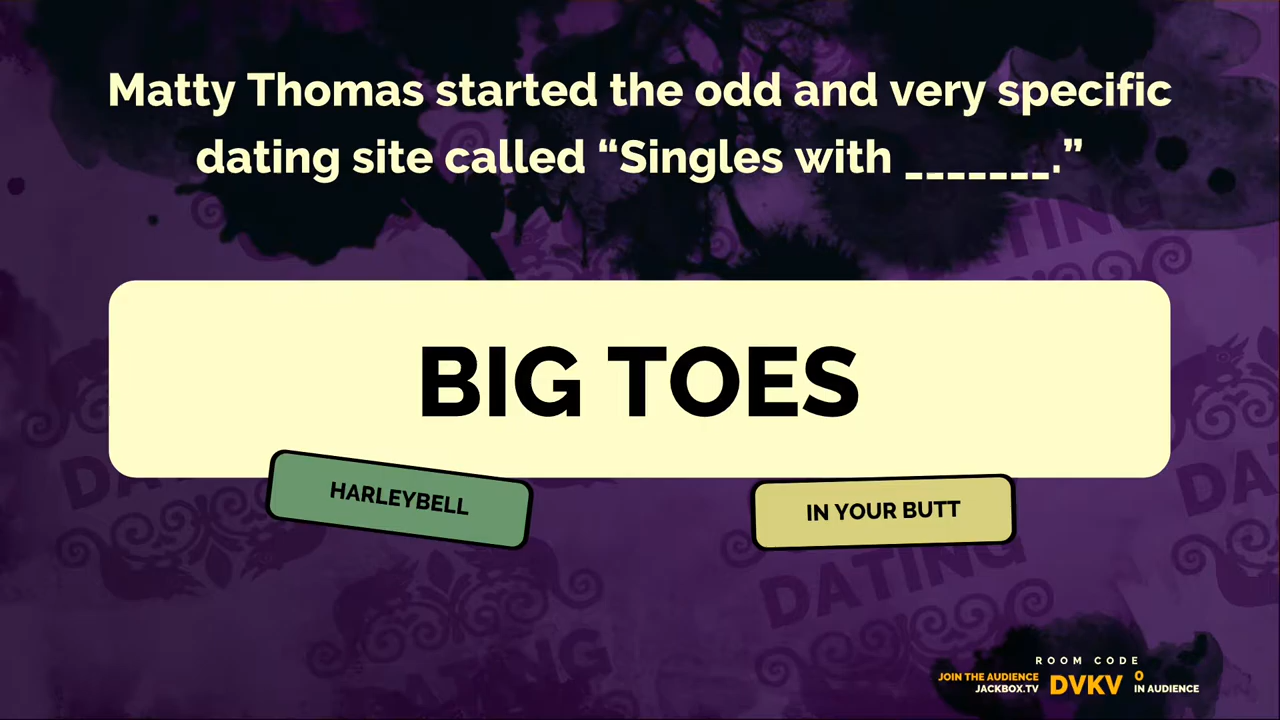 Matty Thomas started the odd and very specific
dating site called “Singles with _______.”
BIG TOES
HARLEYBELL
IN YOUR BUTT
DATING
ROOM CODE
JOIN THE AUDIENCE
JACKBOX.TV
DVKV
0
IN AUDIENCE